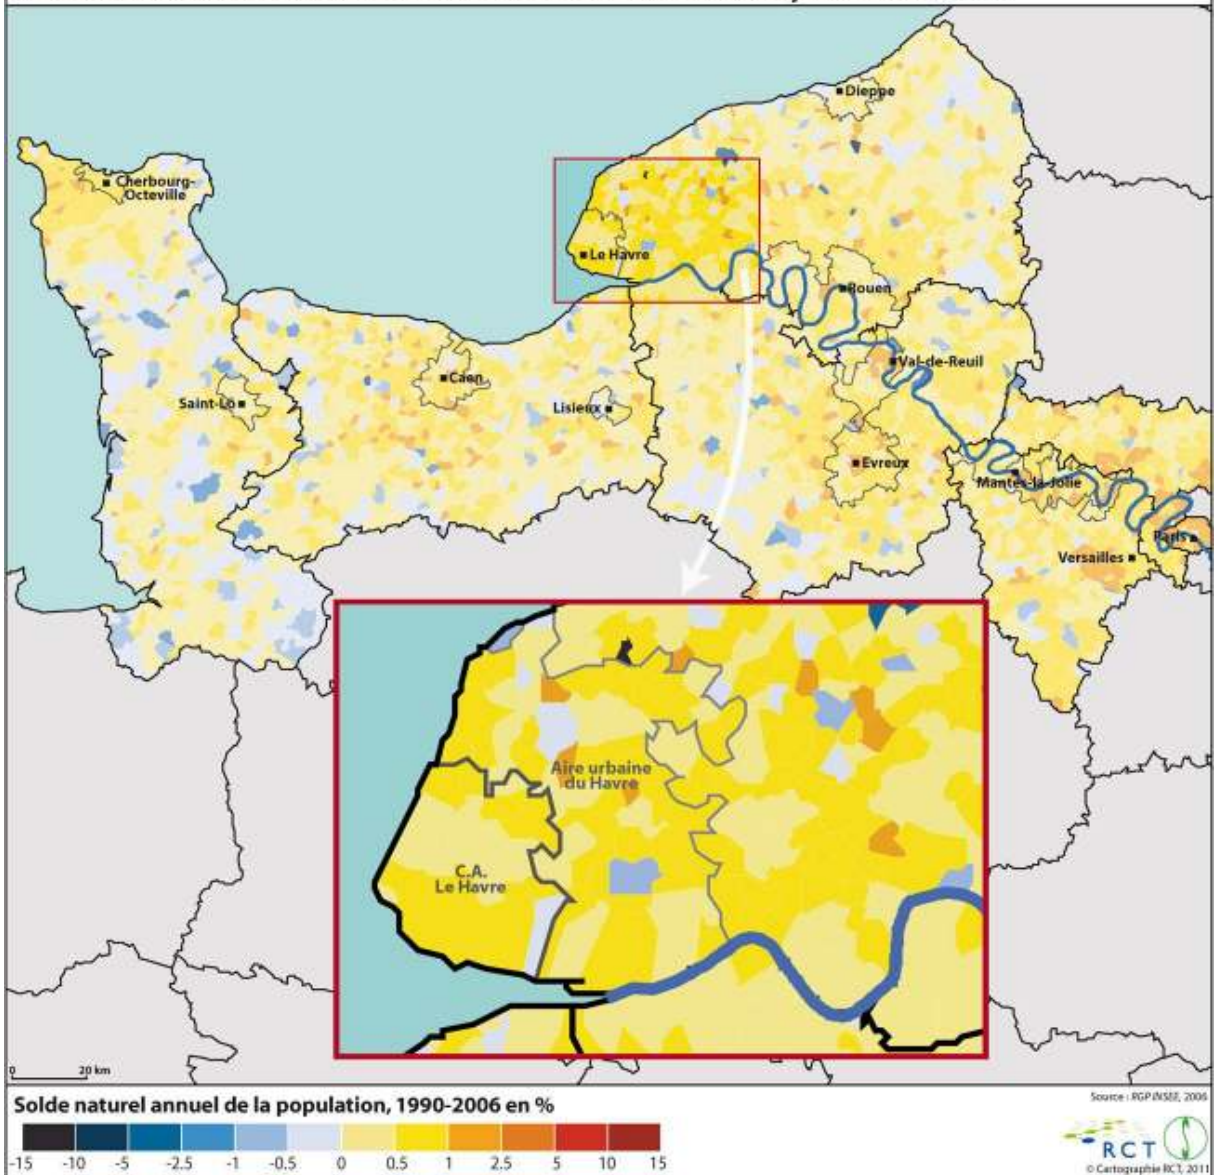 Dieppe
Cherbourg-
Octeville
Le Havre
Rouen
Val-de-Reuil
Caen
Saint-Lô
Lisieux
Evreux
Mantes-la-Jolie
Paris
Versailles
Aire urbaine
du Havre
C.A.
Le Havre
0 20 km
Solde naturel annuel de la population, 1990-2006 en %
Source : RGP INSEE, 2006
-15 -10 -5 -2.5 -1 -0.5 0 0.5 1 2.5 5 10 15
RCT
© Cartographie RCT, 2011